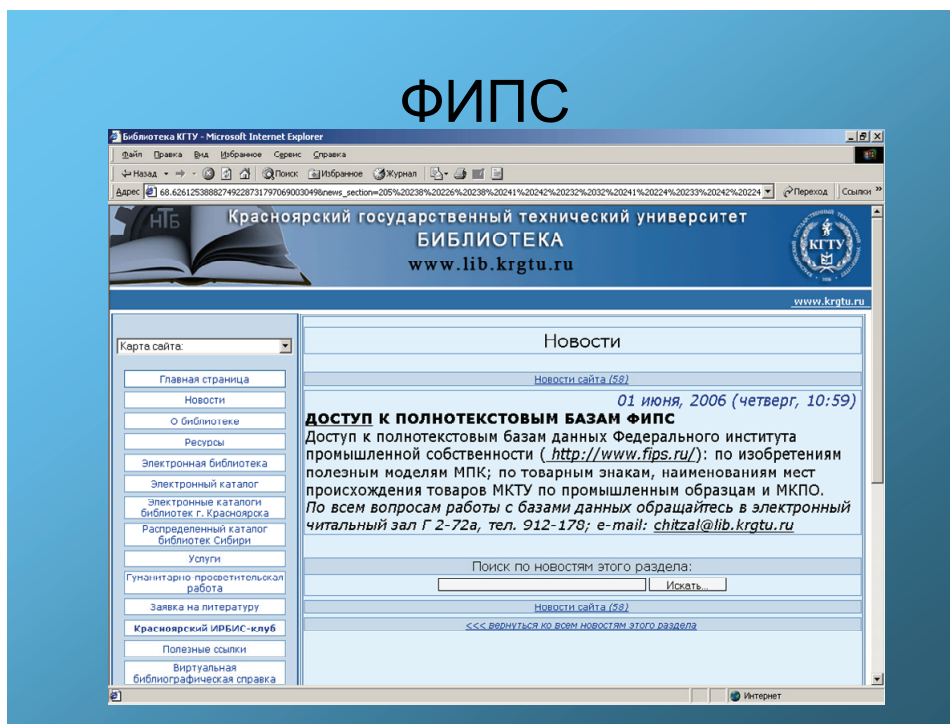 ФИПС
Библиотека КГТУ - Microsoft Internet Explorer
Файл Правка Вид Избранное Сервис Справка
Назад Поиск Избранное Журнал
Адрес Переход Ссылки »
НТБ
Красноярский государственный технический университет
БИБЛИОТЕКА
www.lib.krgtu.ru
КГТУ
www.krgtu.ru
Карта сайта:
Главная страница
Новости
О библиотеке
Ресурсы
Электронная библиотека
Электронный каталог
Электронные каталоги
библиотек г. Красноярска
Распределенный каталог
библиотек Сибири
Услуги
Гуманитарно-просветительская
работа
Заявка на литературу
Красноярский ИРБИС-клуб
Полезные ссылки
Виртуальная
библиографическая справка
Новости
Новости сайта (58)
01 июня, 2006 (четверг, 10:59)
ДОСТУП К ПОЛНОТЕКСТОВЫМ БАЗАМ ФИПС
Доступ к полнотекстовым базам данных Федерального института
промышленной собственности ( http://www.fips.ru/): по изобретениям
полезным моделям МПК; по товарным знакам, наименованиям мест
происхождения товаров МКТУ по промышленным образцам и МКПО.
По всем вопросам работы с базами данных обращайтесь в электронный
читальный зал Г 2-72а, тел. 912-178; e-mail: chitzal@lib.krgtu.ru
Поиск по новостям этого раздела:
Искать...
Новости сайта (58)
<<< вернуться ко всем новостям этого раздела
Интернет